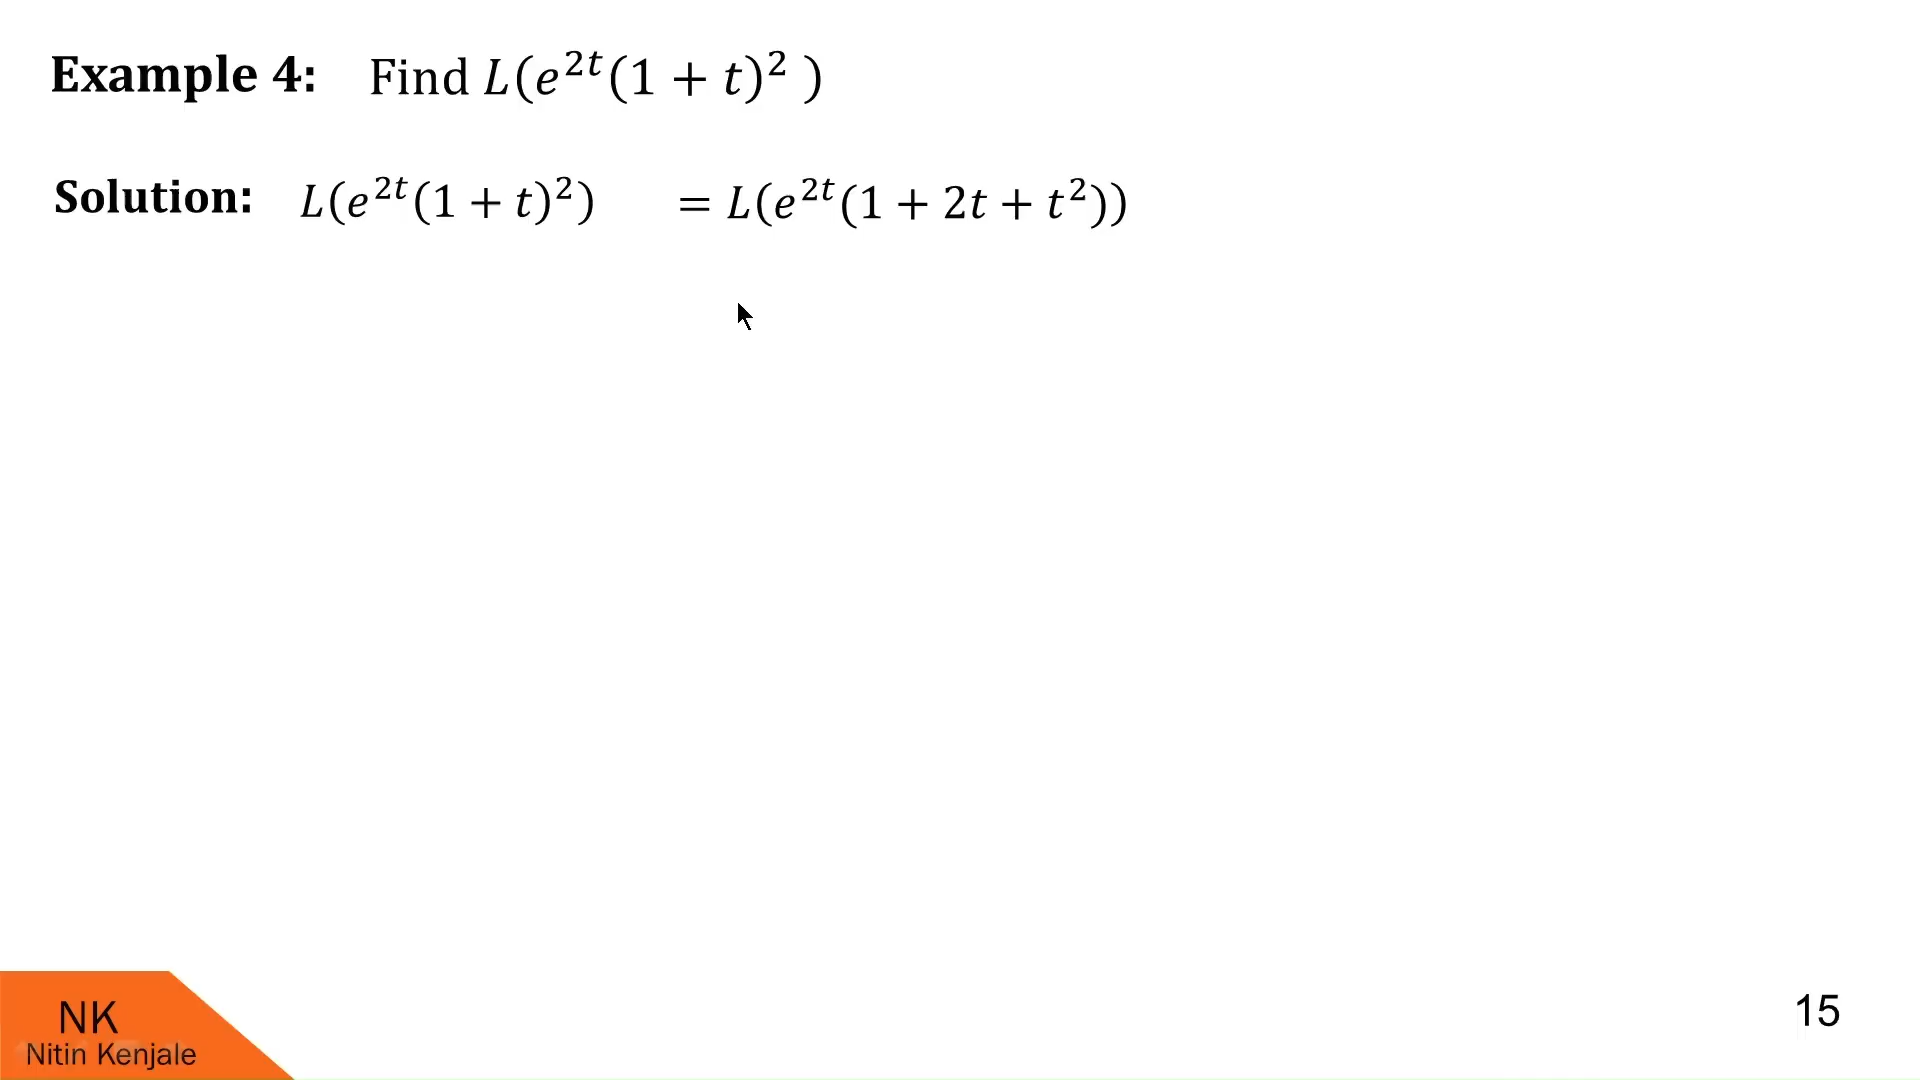 Example 4: Find L(e^{2t}(1 + t)^2 )
Solution: L(e^{2t}(1 + t)^2) = L(e^{2t}(1 + 2t + t^2))
NK
Nitin Kenjale
15